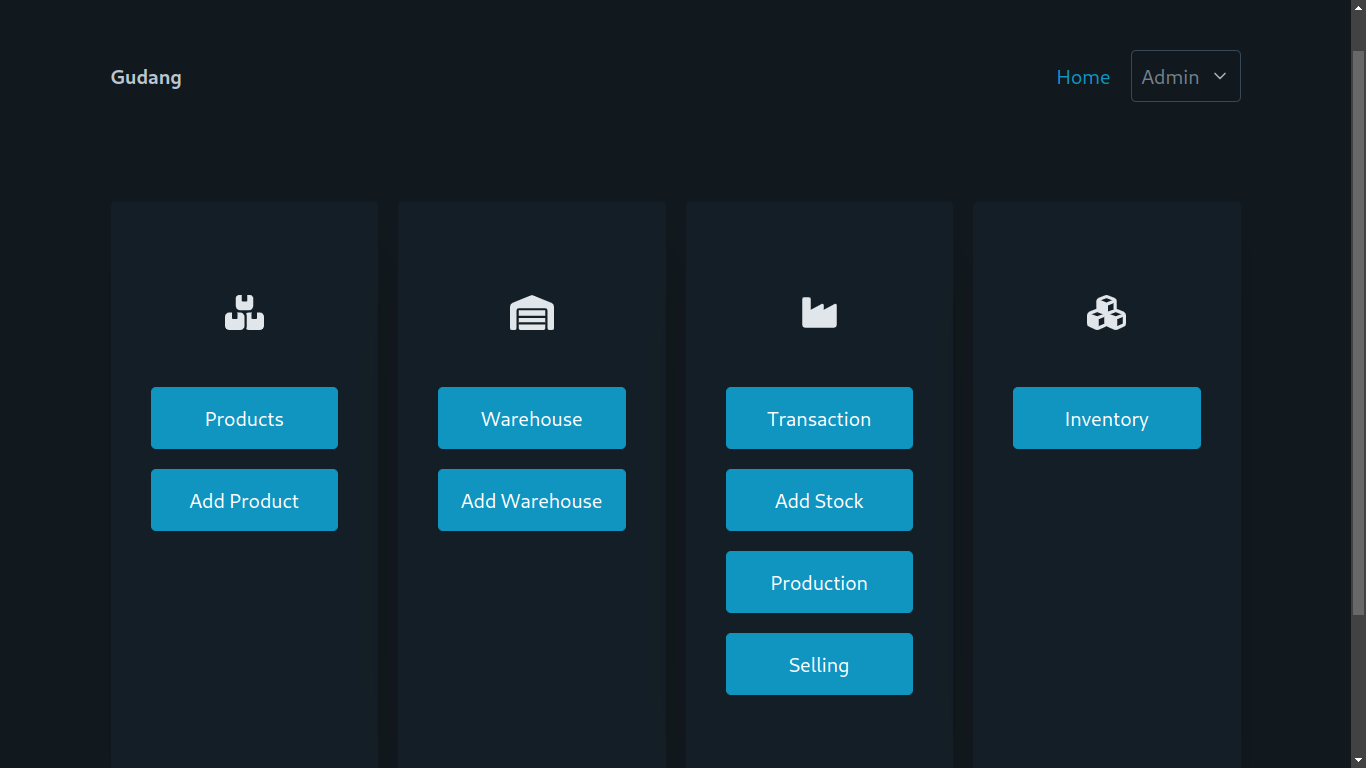 Gudang
Home
Admin
Products
Add Product
Warehouse
Add Warehouse
Transaction
Add Stock
Production
Selling
Inventory